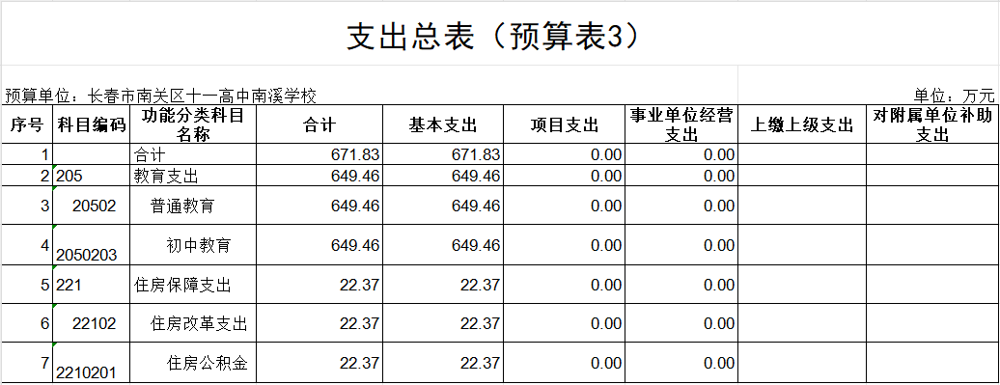 支出总表（预算表3）
预算单位：长春市南关区十一高中南溪学校 单位：万元
序号 科目编码 功能分类科目名称 合计 基本支出 项目支出 事业单位经营支出 上缴上级支出 对附属单位补助支出
1 合计 671.83 671.83 0.00 0.00
2 205 教育支出 649.46 649.46 0.00 0.00
3 20502 普通教育 649.46 649.46 0.00 0.00
4 2050203 初中教育 649.46 649.46 0.00 0.00
5 221 住房保障支出 22.37 22.37 0.00 0.00
6 22102 住房改革支出 22.37 22.37 0.00 0.00
7 2210201 住房公积金 22.37 22.37 0.00 0.00